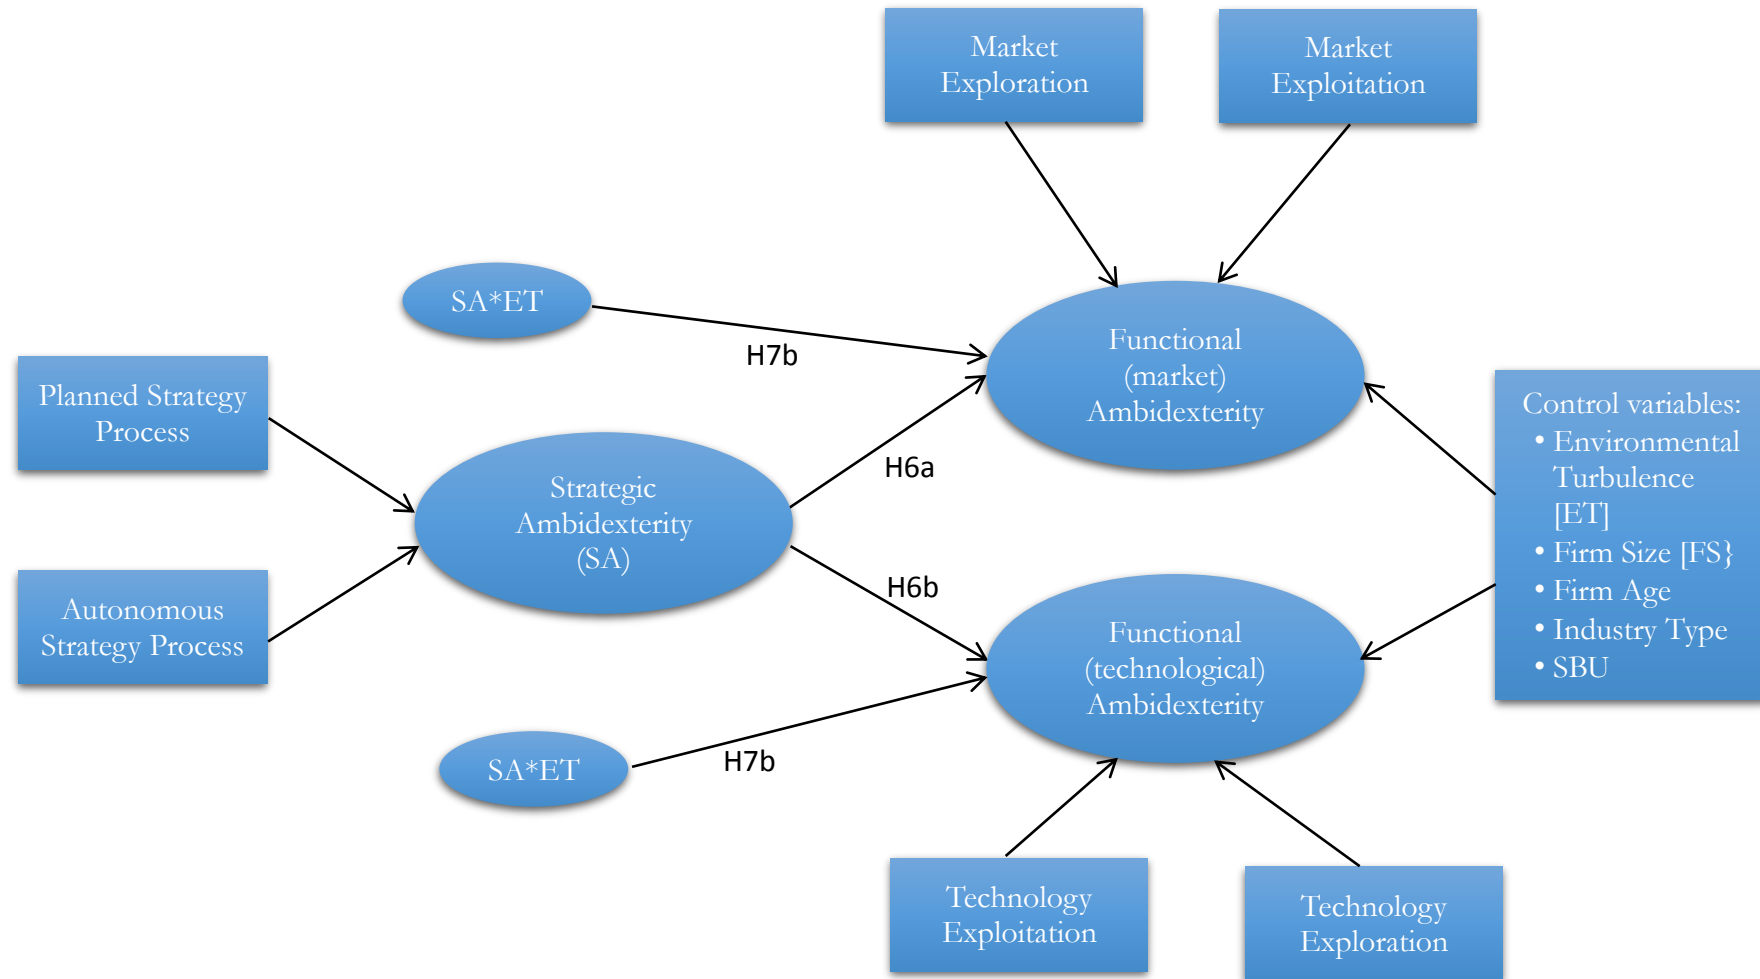 Market
Exploration
Market
Exploitation
SA*ET
H7b
Functional
(market)
Ambidexterity
Planned Strategy
Process
Control variables:
• Environmental
Turbulence
[ET]
• Firm Size [FS}
• Firm Age
• Industry Type
• SBU
H6a
Strategic
Ambidexterity
(SA)
H6b
Autonomous
Strategy Process
Functional
(technological)
Ambidexterity
SA*ET
H7b
Technology
Exploitation
Technology
Exploration